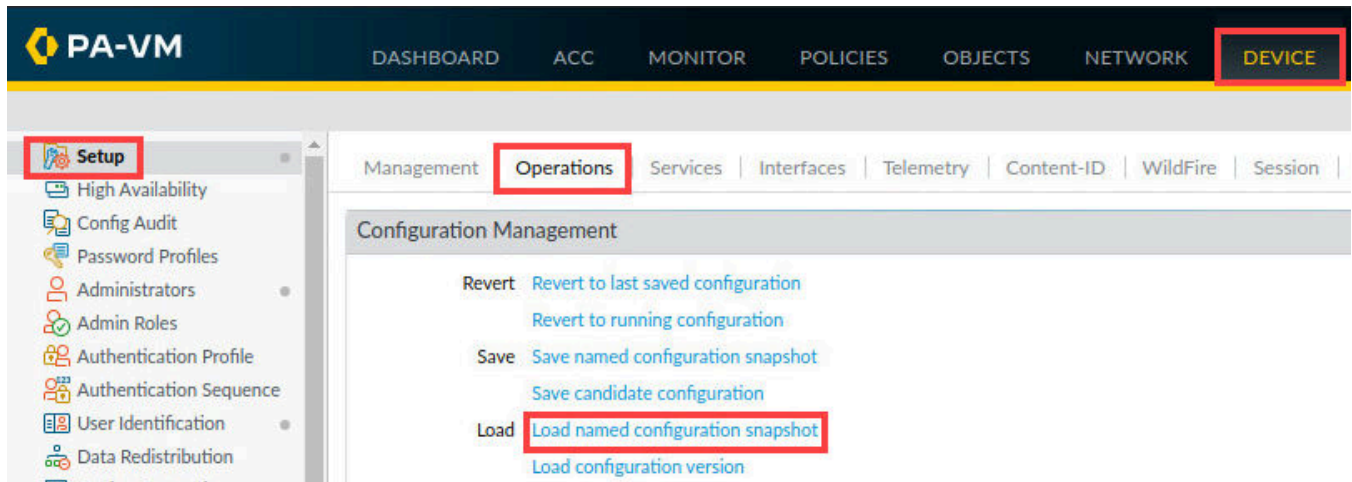 PA-VM
DASHBOARD ACC MONITOR POLICIES OBJECTS NETWORK DEVICE
Setup
High Availability
Config Audit
Password Profiles
Administrators
Admin Roles
Authentication Profile
Authentication Sequence
User Identification
Data Redistribution
Management Operations Services Interfaces Telemetry Content-ID WildFire Session
Configuration Management
Revert Revert to last saved configuration
Revert to running configuration
Save Save named configuration snapshot
Save candidate configuration
Load Load named configuration snapshot
Load configuration version